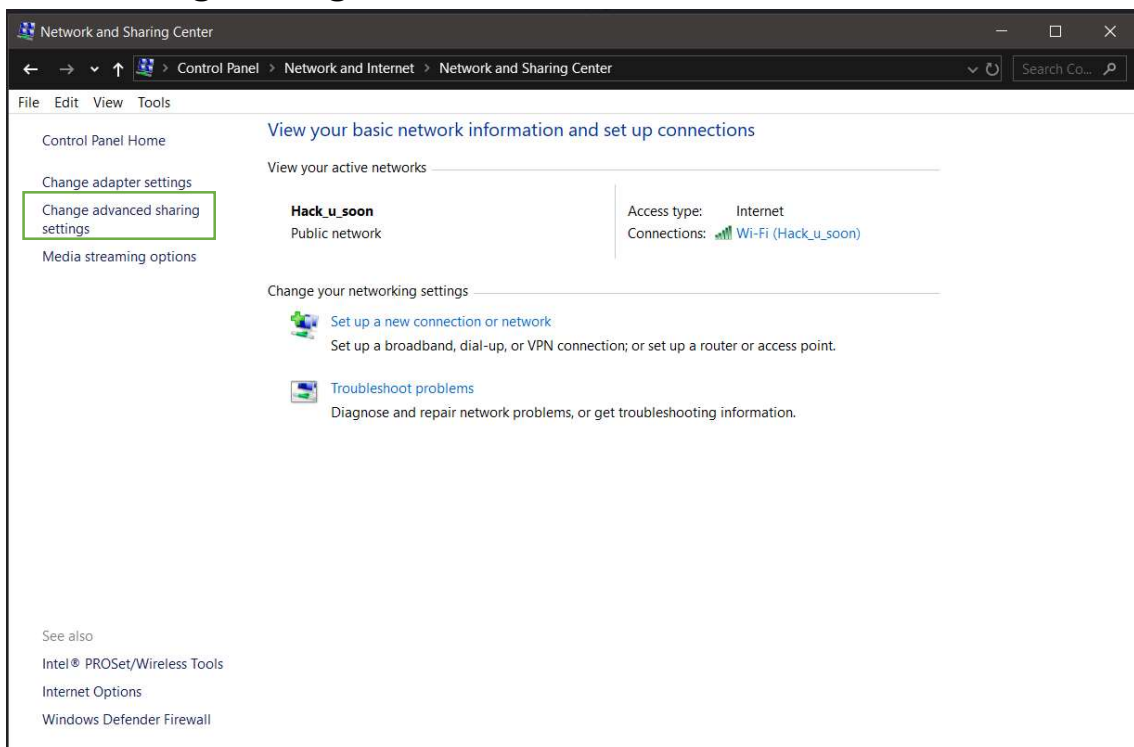 Network and Sharing Center
Control Panel > Network and Internet > Network and Sharing Center
Search Co...
File Edit View Tools
Control Panel Home
Change adapter settings
Change advanced sharing
settings
Media streaming options
View your basic network information and set up connections
View your active networks
Hack_u_soon
Public network
Access type: Internet
Connections: Wi-Fi (Hack_u_soon)
Change your networking settings
Set up a new connection or network
Set up a broadband, dial-up, or VPN connection; or set up a router or access point.
Troubleshoot problems
Diagnose and repair network problems, or get troubleshooting information.
See also
Intel® PROSet/Wireless Tools
Internet Options
Windows Defender Firewall